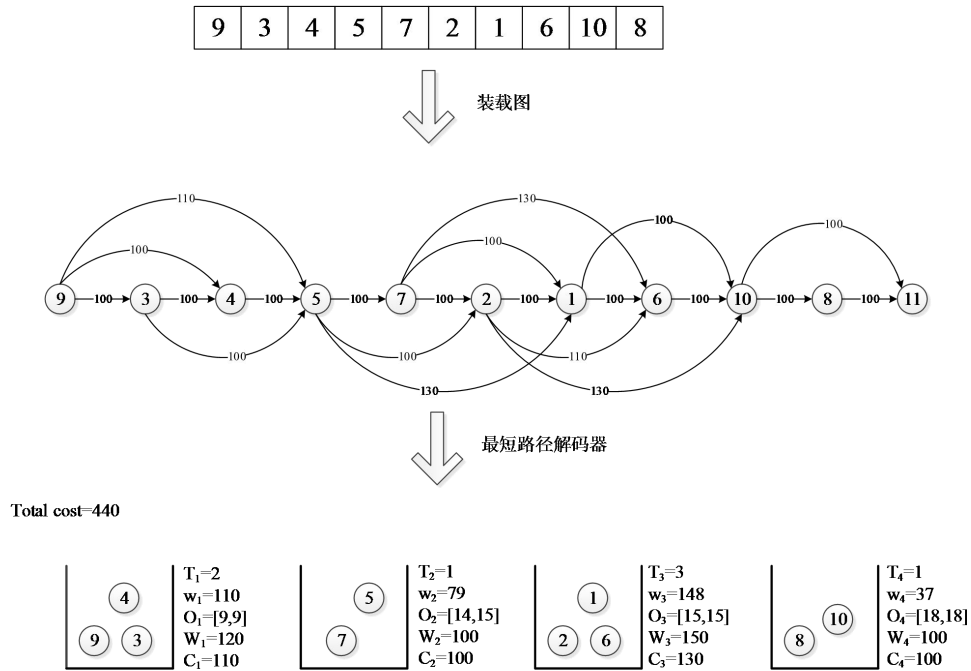 9 3 4 5 7 2 1 6 10 8
装载图
110 130
100
100 100 100
9 100 3 100 4 100 5 100 7 100 2 100 1 100 6 100 10 100 8 100 11
100 100 110
130 130
最短路径解码器
Total cost=440
4
9 3
T₁=2
w₁=110
O₁=[9,9]
W₁=120
C₁=110
5
7
T₂=1
w₂=79
O₂=[14,15]
W₂=100
C₂=100
1
2 6
T₃=3
w₃=148
O₃=[15,15]
W₃=150
C₃=130
10
8
T₄=1
w₄=37
O₄=[18,18]
W₄=100
C₄=100